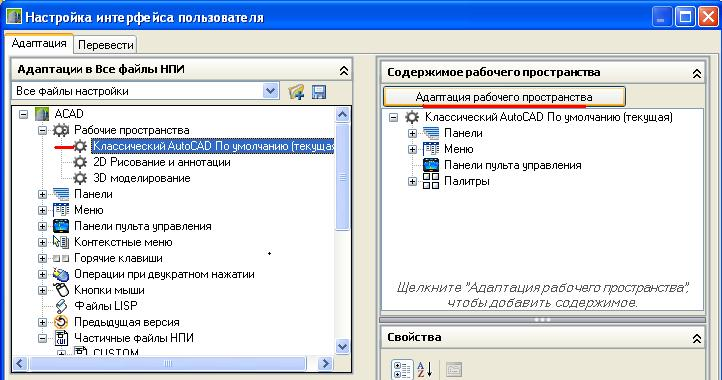 Настройка интерфейса пользователя
Адаптация Перевести
Адаптации в Все файлы НПИ
Все файлы настройки
ACAD
Рабочие пространства
Классический AutoCAD По умолчанию (текуща
2D Рисование и аннотации
3D моделирование
Панели
Меню
Панели пульта управления
Контекстные меню
Горячие клавиши
Операции при двукратном нажатии
Кнопки мыши
Файлы LISP
Предыдущая версия
Частичные файлы НПИ
CUSTOM
Содержимое рабочего пространства
Адаптация рабочего пространства
Классический AutoCAD По умолчанию (текущая)
Панели
Меню
Панели пульта управления
Палитры
Щелкните "Адаптация рабочего пространства",
чтобы добавить содержимое.
Свойства